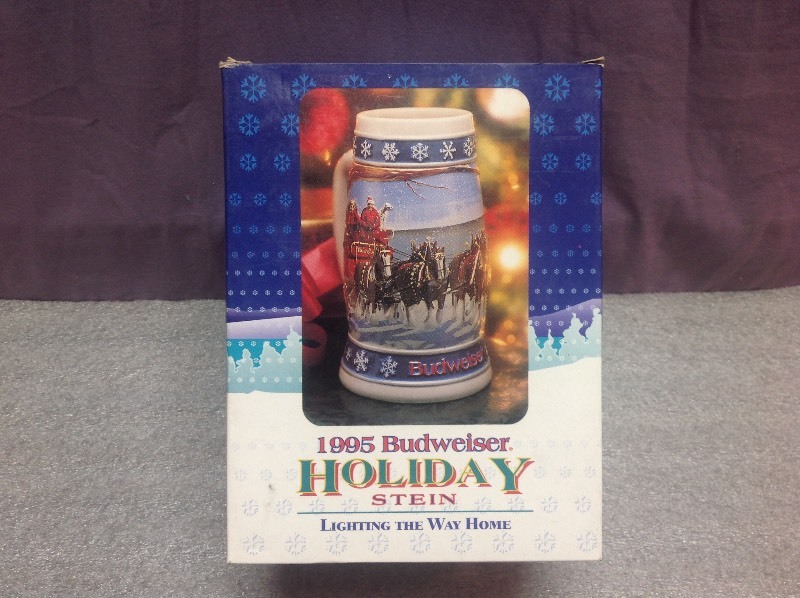 Budweiser
1995 Budweiser®
HOLIDAY
STEIN
LIGHTING THE WAY HOME